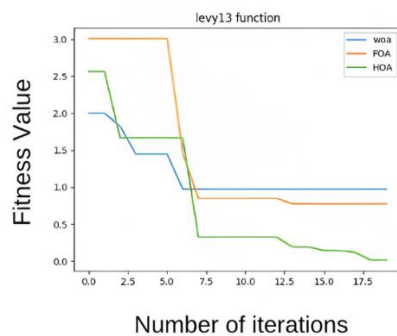 levy13 function
woa
FOA
HOA
Fitness Value
3.0
2.5
2.0
1.5
1.0
0.5
0.0
0.0
2.5
5.0
7.5
10.0
12.5
15.0
17.5
Number of iterations